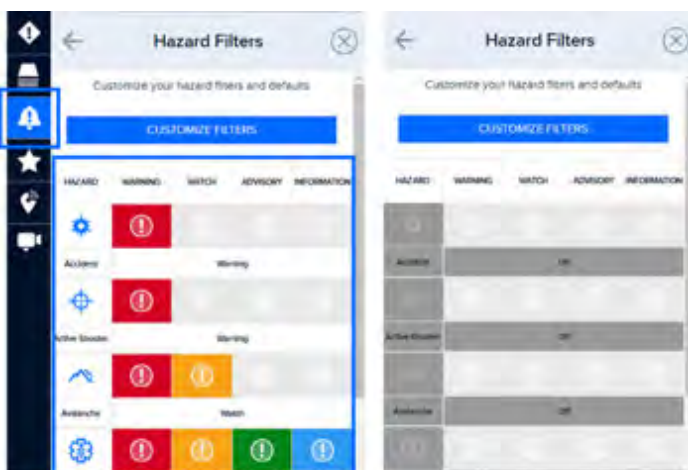 Hazard Filters
Customize your hazard filters and defaults
CUSTOMIZE FILTERS
HAZARD WARNING WATCH ADVISORY INFORMATION
Accident Warning
Active Shooter Warning
Avalanche Watch
Hazard Filters
Customize your hazard filters and defaults
CUSTOMIZE FILTERS
HAZARD WARNING WATCH ADVISORY INFORMATION
Accident Off
Active Shooter Off
Avalanche Off